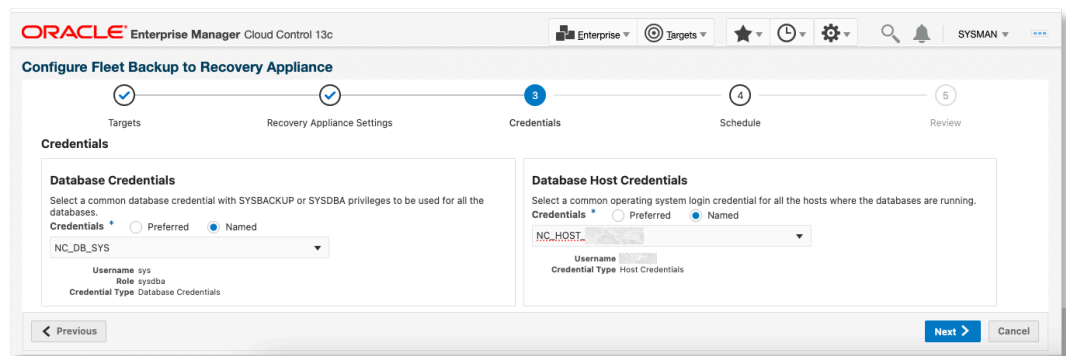 ORACLE Enterprise Manager Cloud Control 13c
Enterprise Targets SYSMAN
Configure Fleet Backup to Recovery Appliance
3 4 5
Targets Recovery Appliance Settings Credentials Schedule Review
Credentials
Database Credentials
Select a common database credential with SYSBACKUP or SYSDBA privileges to be used for all the
databases.
Credentials * Preferred Named
NC_DB_SYS
Username sys
Role sysdba
Credential Type Database Credentials
Database Host Credentials
Select a common operating system login credential for all the hosts where the databases are running.
Credentials * Preferred Named
NC_HOST_
Username
Credential Type Host Credentials
Previous Next Cancel